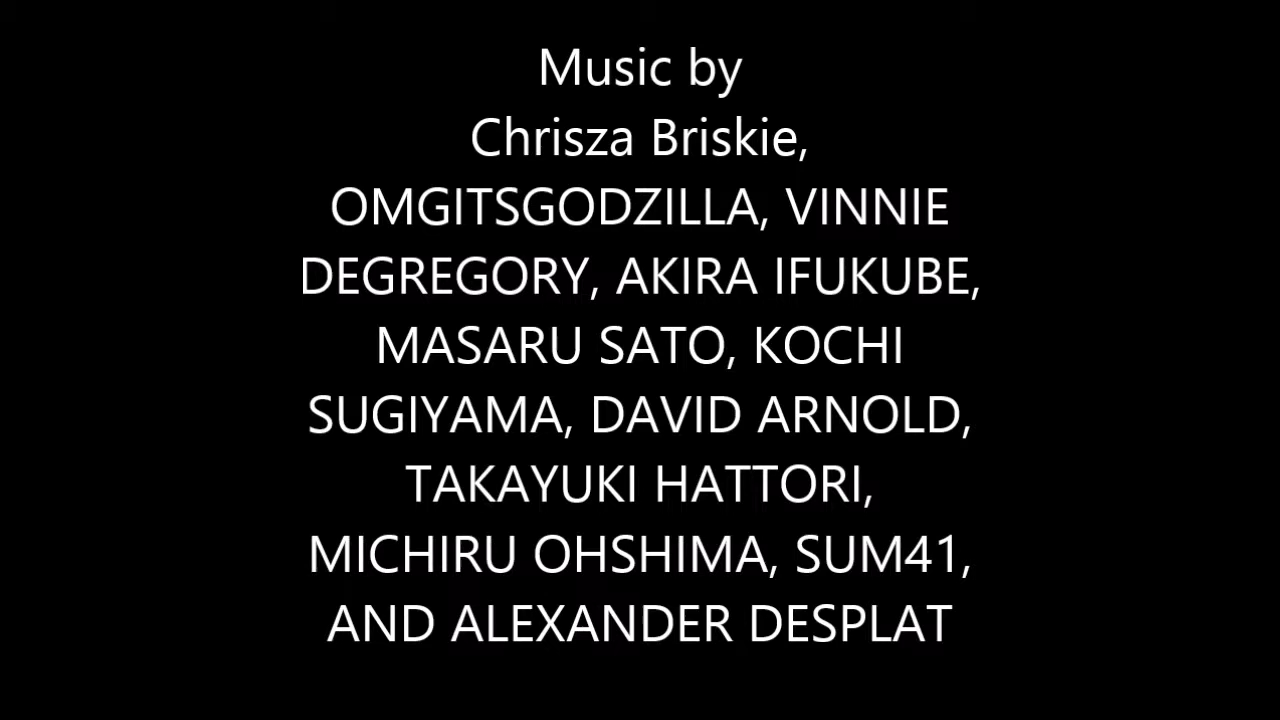 Music by
Chrisza Briskie,
OMGITSGODZILLA, VINNIE
DEGREGORY, AKIRA IFUKUBE,
MASARU SATO, KOCHI
SUGIYAMA, DAVID ARNOLD,
TAKAYUKI HATTORI,
MICHIRU OHSHIMA, SUM41,
AND ALEXANDER DESPLAT